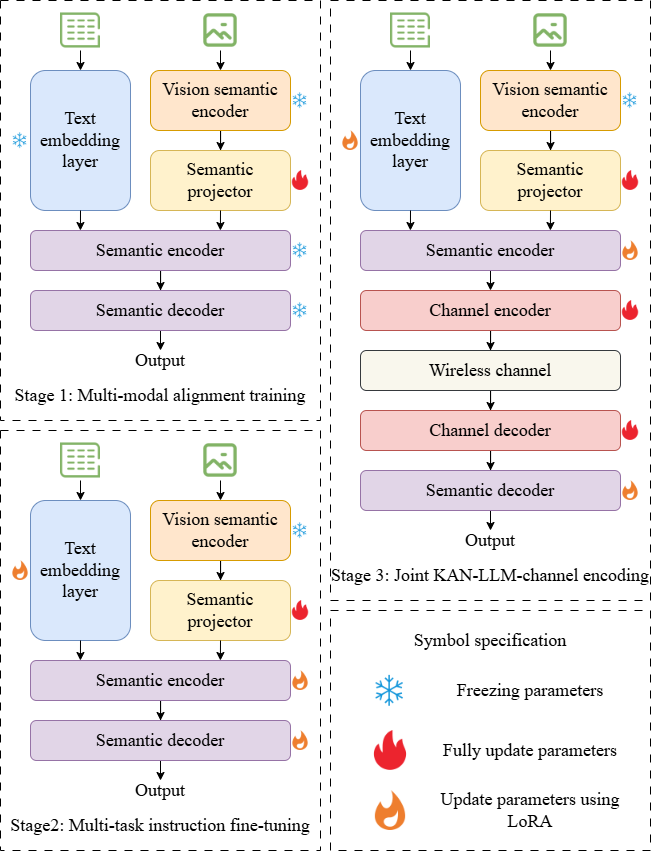 Text
embedding
layer
Vision semantic
encoder
Semantic
projector
Semantic encoder
Semantic decoder
Output
Stage 1: Multi-modal alignment training
Text
embedding
layer
Vision semantic
encoder
Semantic
projector
Semantic encoder
Semantic decoder
Output
Stage2: Multi-task instruction fine-tuning
Text
embedding
layer
Vision semantic
encoder
Semantic
projector
Semantic encoder
Channel encoder
Wireless channel
Channel decoder
Semantic decoder
Output
Stage 3: Joint KAN-LLM-channel encoding
Symbol specification
Freezing parameters
Fully update parameters
Update parameters using
LoRA